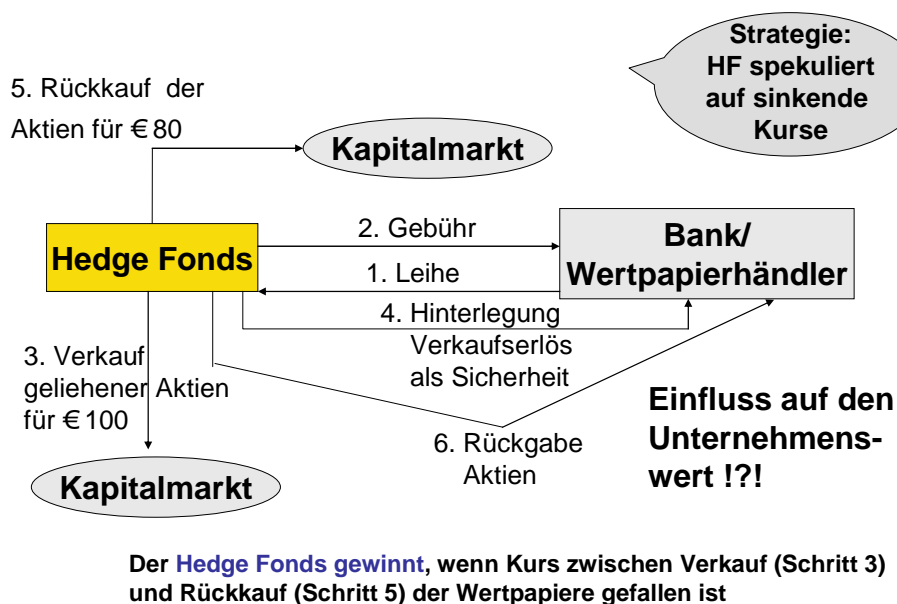 Strategie:
HF spekuliert
auf sinkende
Kurse
5. Rückkauf der
Aktien für € 80
Kapitalmarkt
Hedge Fonds
2. Gebühr
1. Leihe
Bank/
Wertpapierhändler
4. Hinterlegung
Verkaufserlös
als Sicherheit
3. Verkauf
geliehener Aktien
für € 100
6. Rückgabe
Aktien
Einfluss auf den
Unternehmens-
wert !?!
Kapitalmarkt
Der Hedge Fonds gewinnt, wenn Kurs zwischen Verkauf (Schritt 3)
und Rückkauf (Schritt 5) der Wertpapiere gefallen ist